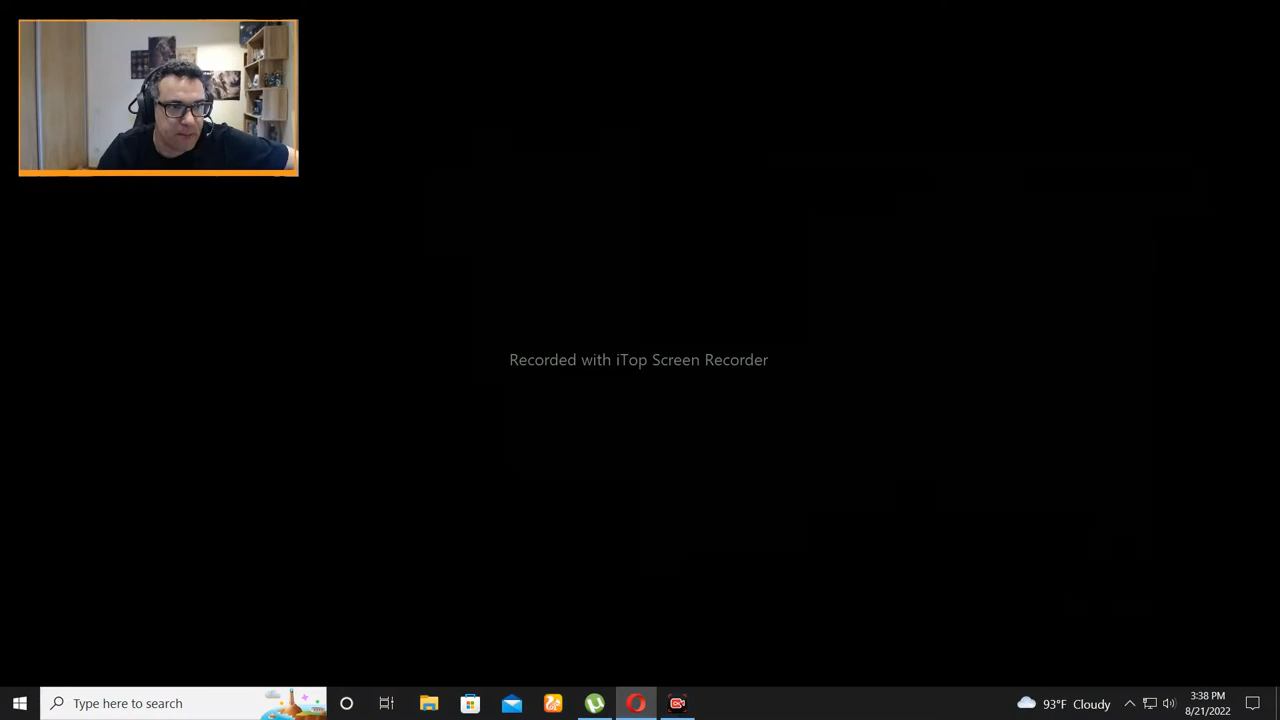 Recorded with iTop Screen Recorder
Type here to search
93°F Cloudy
3:38 PM
8/21/2022